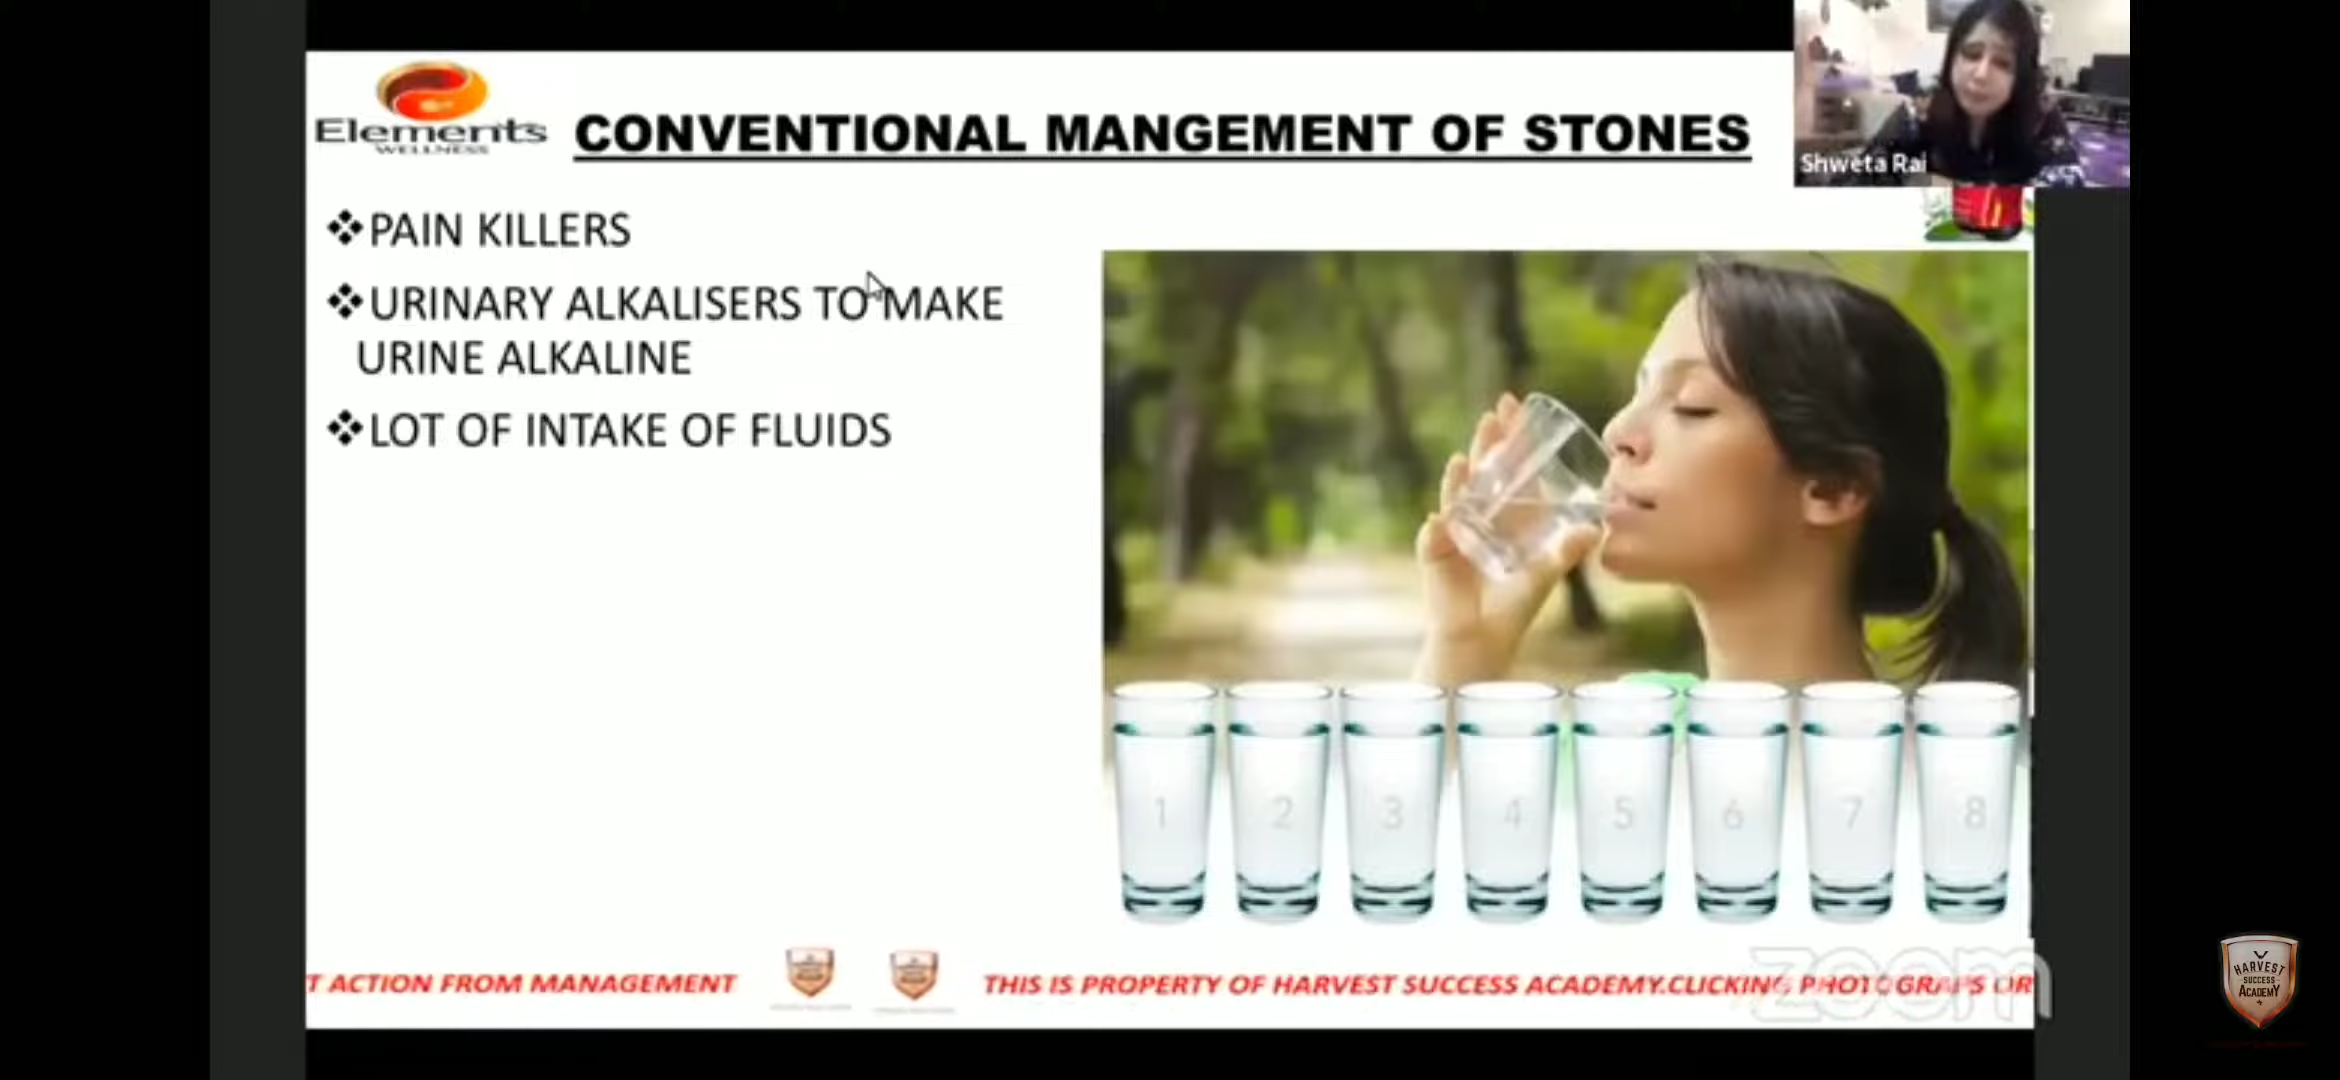 Elements
WELLNESS
CONVENTIONAL MANGEMENT OF STONES
Shweta Rai
❖PAIN KILLERS
❖URINARY ALKALISERS TO MAKE
URINE ALKALINE
❖LOT OF INTAKE OF FLUIDS
1 2 3 4 5 6 7 8
T ACTION FROM MANAGEMENT
THIS IS PROPERTY OF HARVEST SUCCESS ACADEMY.CLICKING PHOTOGRAPS OR
zoom
HARVEST
SUCCESS
ACADEMY